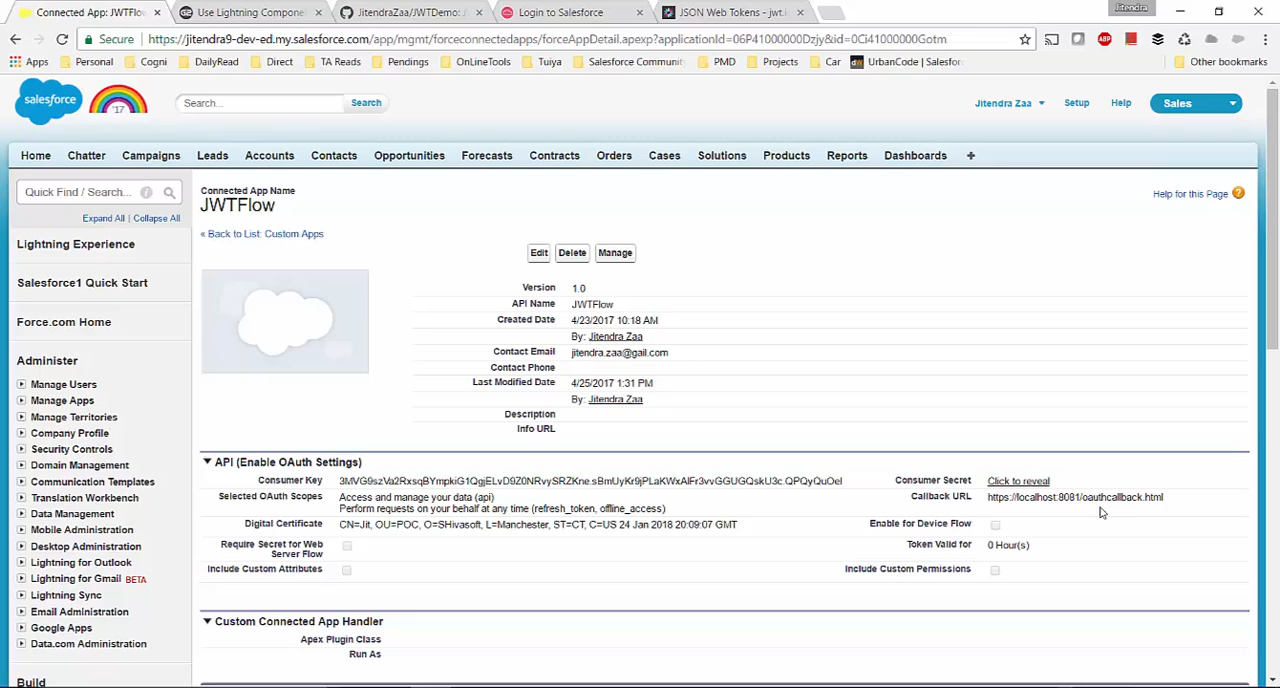 Connected App: JWTFlow
Use Lightning Compone
JitendraZaa/JWTDemo:
Login to Salesforce
JSON Web Tokens - jwt.i
Jitendra
Secure
https://jitendra9-dev-ed.my.salesforce.com/app/mgmt/forceconnectedapps/forceAppDetail.apexp?applicationId=06P41000000Dzjy&id=0Ci41000000Gotm
ABP
Apps
Personal
Cogni
DailyRead
Direct
TA Reads
Pendings
OnLineTools
Tuiya
Salesforce Communi
PMD
Projects
Car
UrbanCode | Salesfor
Other bookmarks
salesforce
'17
Search...
Search
Jitendra Zaa
Setup
Help
Sales
Home
Chatter
Campaigns
Leads
Accounts
Contacts
Opportunities
Forecasts
Contracts
Orders
Cases
Solutions
Products
Reports
Dashboards
+
Quick Find / Search...
Expand All | Collapse All
Lightning Experience
Salesforce1 Quick Start
Force.com Home
Administer
Manage Users
Manage Apps
Manage Territories
Company Profile
Security Controls
Domain Management
Communication Templates
Translation Workbench
Data Management
Mobile Administration
Desktop Administration
Lightning for Outlook
Lightning for Gmail BETA
Lightning Sync
Email Administration
Google Apps
Data.com Administration
Build
Connected App Name
JWTFlow
Help for this Page
« Back to List: Custom Apps
Edit
Delete
Manage
Version 1.0
API Name JWTFlow
Created Date 4/23/2017 10:18 AM
By: Jitendra Zaa
Contact Email jitendra.zaa@gail.com
Contact Phone
Last Modified Date 4/25/2017 1:31 PM
By: Jitendra Zaa
Description
Info URL
API (Enable OAuth Settings)
Consumer Key 3MVG9szVa2RxsqBYmpkiG1QgjELvD9Z0NRvySRZKne.sBmUyKr9jPLaKWxAlFr3vvGGUGQskU3c.QPQyQuOel
Consumer Secret Click to reveal
Selected OAuth Scopes Access and manage your data (api)
Perform requests on your behalf at any time (refresh_token, offline_access)
Callback URL https://localhost:8081/oauthcallback.html
Digital Certificate CN=Jit, OU=POC, O=SHivasoft, L=Manchester, ST=CT, C=US 24 Jan 2018 20:09:07 GMT
Enable for Device Flow
Require Secret for Web
Server Flow
Token Valid for 0 Hour(s)
Include Custom Attributes
Include Custom Permissions
Custom Connected App Handler
Apex Plugin Class
Run As